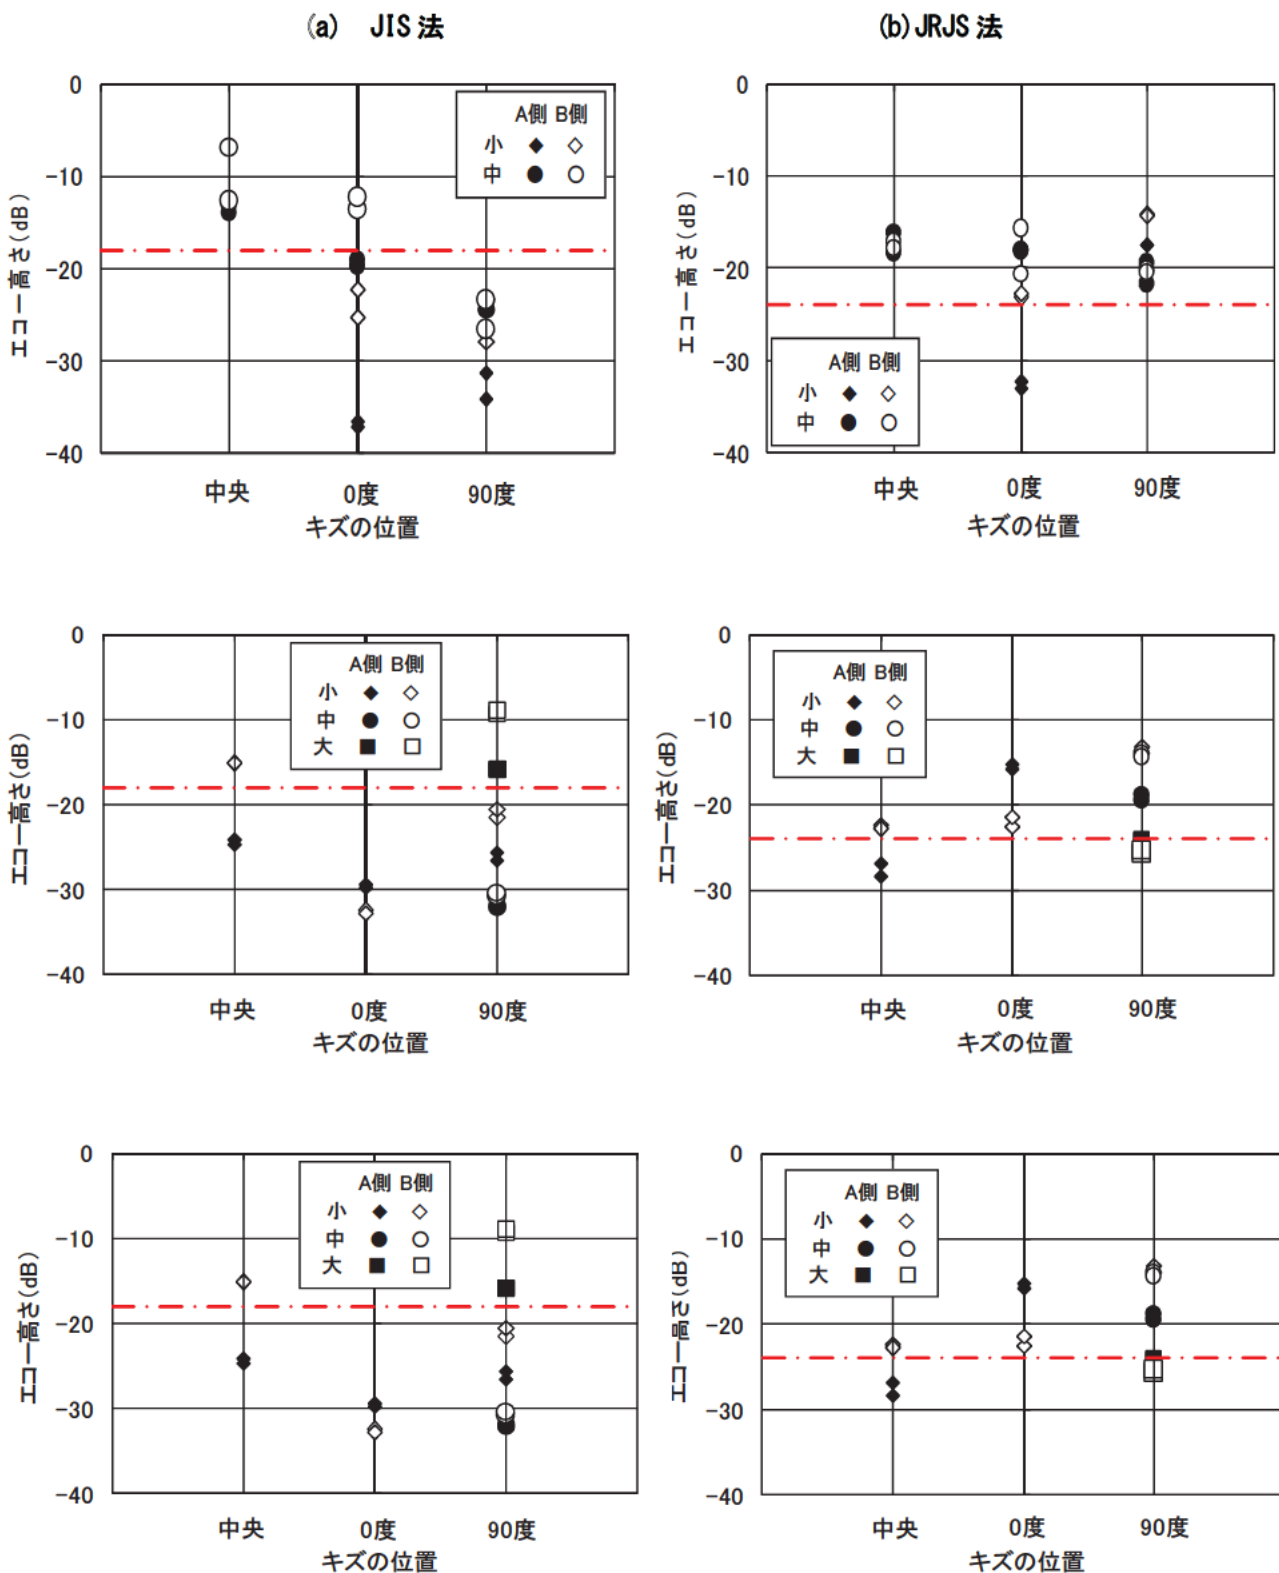 (a) JIS 法
(b) JRJS 法
0
-10
-20
-30
-40
エコー高さ(dB)
A側 B側
小
中
中央 0度 90度
キズの位置
0
-10
-20
-30
-40
エコー高さ(dB)
A側 B側
小
中
中央 0度 90度
キズの位置
0
-10
-20
-30
-40
エコー高さ(dB)
A側 B側
小
中
大
中央 0度 90度
キズの位置
0
-10
-20
-30
-40
エコー高さ(dB)
A側 B側
小
中
大
中央 0度 90度
キズの位置
0
-10
-20
-30
-40
エコー高さ(dB)
A側 B側
小
中
大
中央 0度 90度
キズの位置
0
-10
-20
-30
-40
エコー高さ(dB)
A側 B側
小
中
大
中央 0度 90度
キズの位置